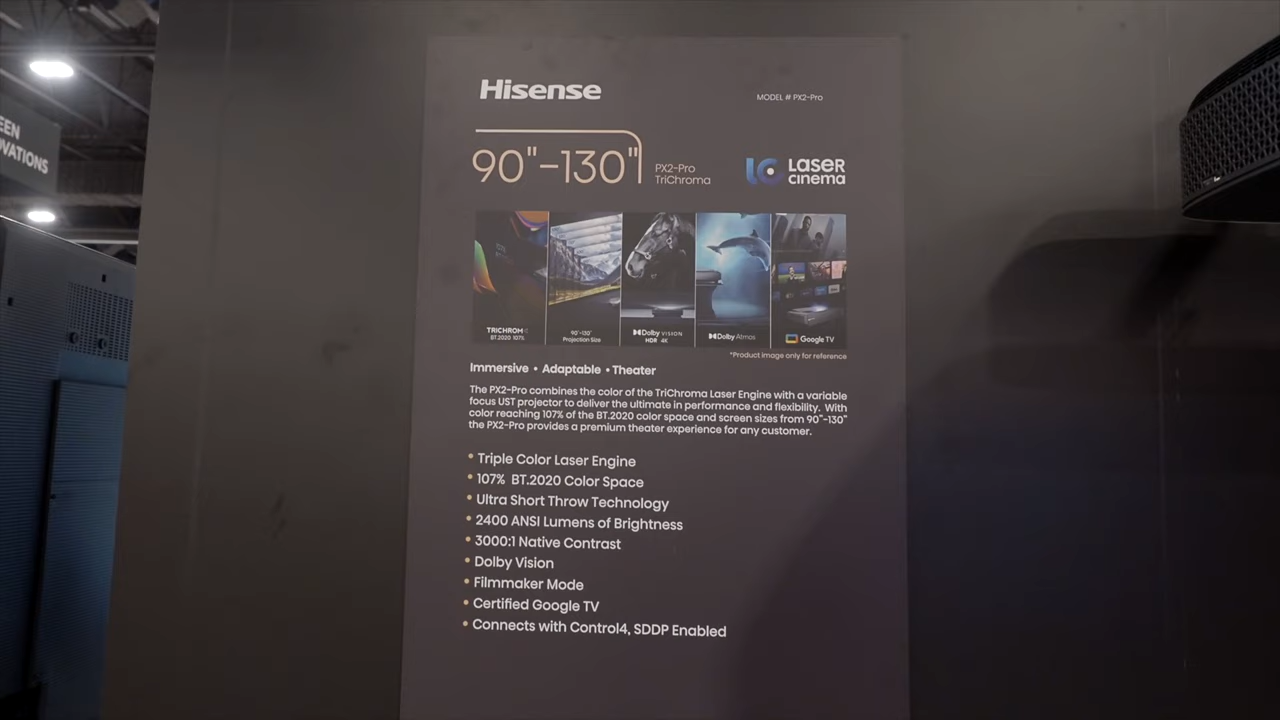 EEN
VATIONS
Hisense
MODEL # PX2-Pro
90"-130"
PX2-Pro
TriChroma
LASER
cinema
TRICHROMA
BT.2020 107%
90"-130"
Projection Size
Dolby VISION
HDR 4K
Dolby Atmos
Google TV
*Product image only for reference
Immersive • Adaptable • Theater
The PX2-Pro combines the color of the TriChroma Laser Engine with a variable
focus UST projector to deliver the ultimate in performance and flexibility. With
color reaching 107% of the BT.2020 color space and screen sizes from 90"-130"
the PX2-Pro provides a premium theater experience for any customer.
• Triple Color Laser Engine
• 107% BT.2020 Color Space
• Ultra Short Throw Technology
• 2400 ANSI Lumens of Brightness
• 3000:1 Native Contrast
• Dolby Vision
• Filmmaker Mode
• Certified Google TV
• Connects with Control4, SDDP Enabled